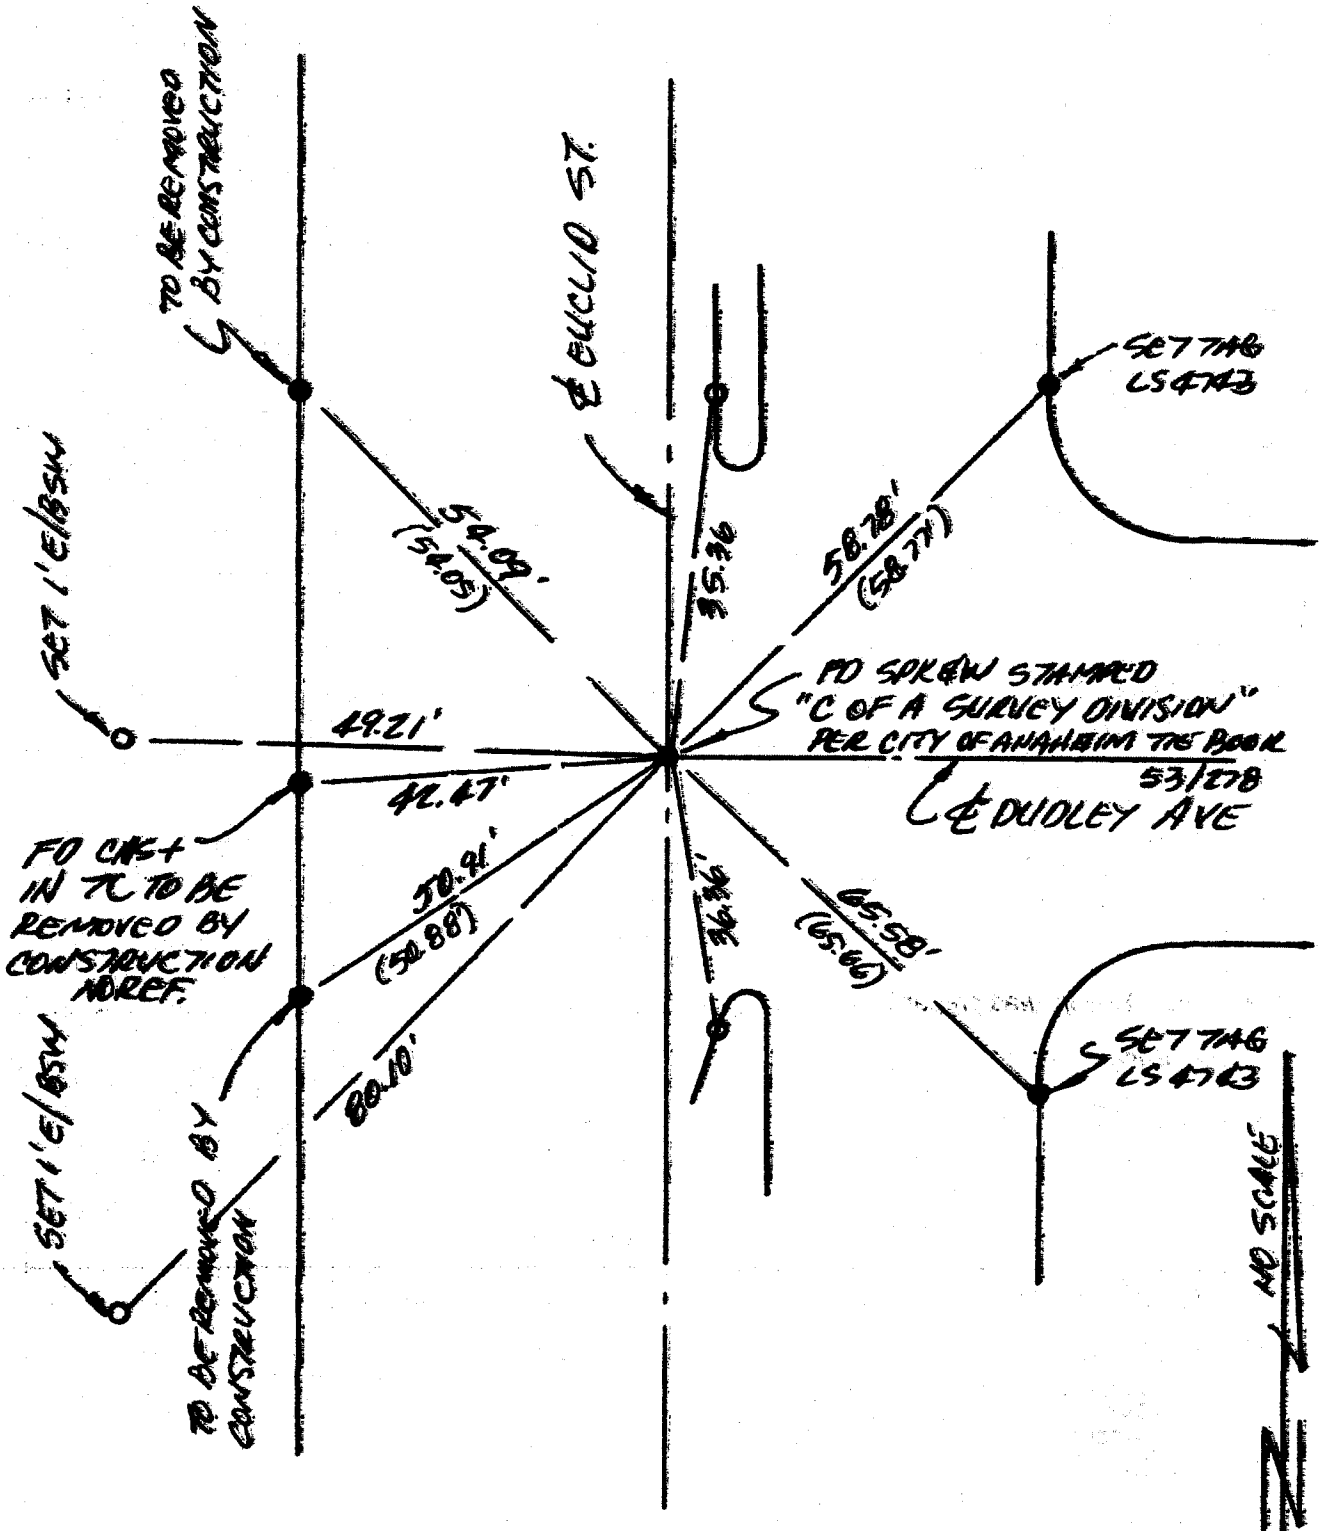 TO BE REMOVED
BY CONSTRUCTION
℄ EUCLID ST.
SET TAG
LS 4743
SET 1' E/BSW
54.09'
(54.05)
35.36
58.78'
(58.77)
FD SPK &W STAMPED
"C OF A SURVEY DIVISION"
PER CITY OF ANAHEIM TIE BOOK
53/278
℄ DUDLEY AVE
49.21'
42.47'
FD CHS+
IN TC TO BE
REMOVED BY
CONSTRUCTION
NO REF.
50.91'
(50.88')
36.36'
65.58'
(65.66)
80.10'
SET TAG
LS 4743
SET 1' E/BSW
TO BE REMOVED BY
CONSTRUCTION
NO SCALE
N